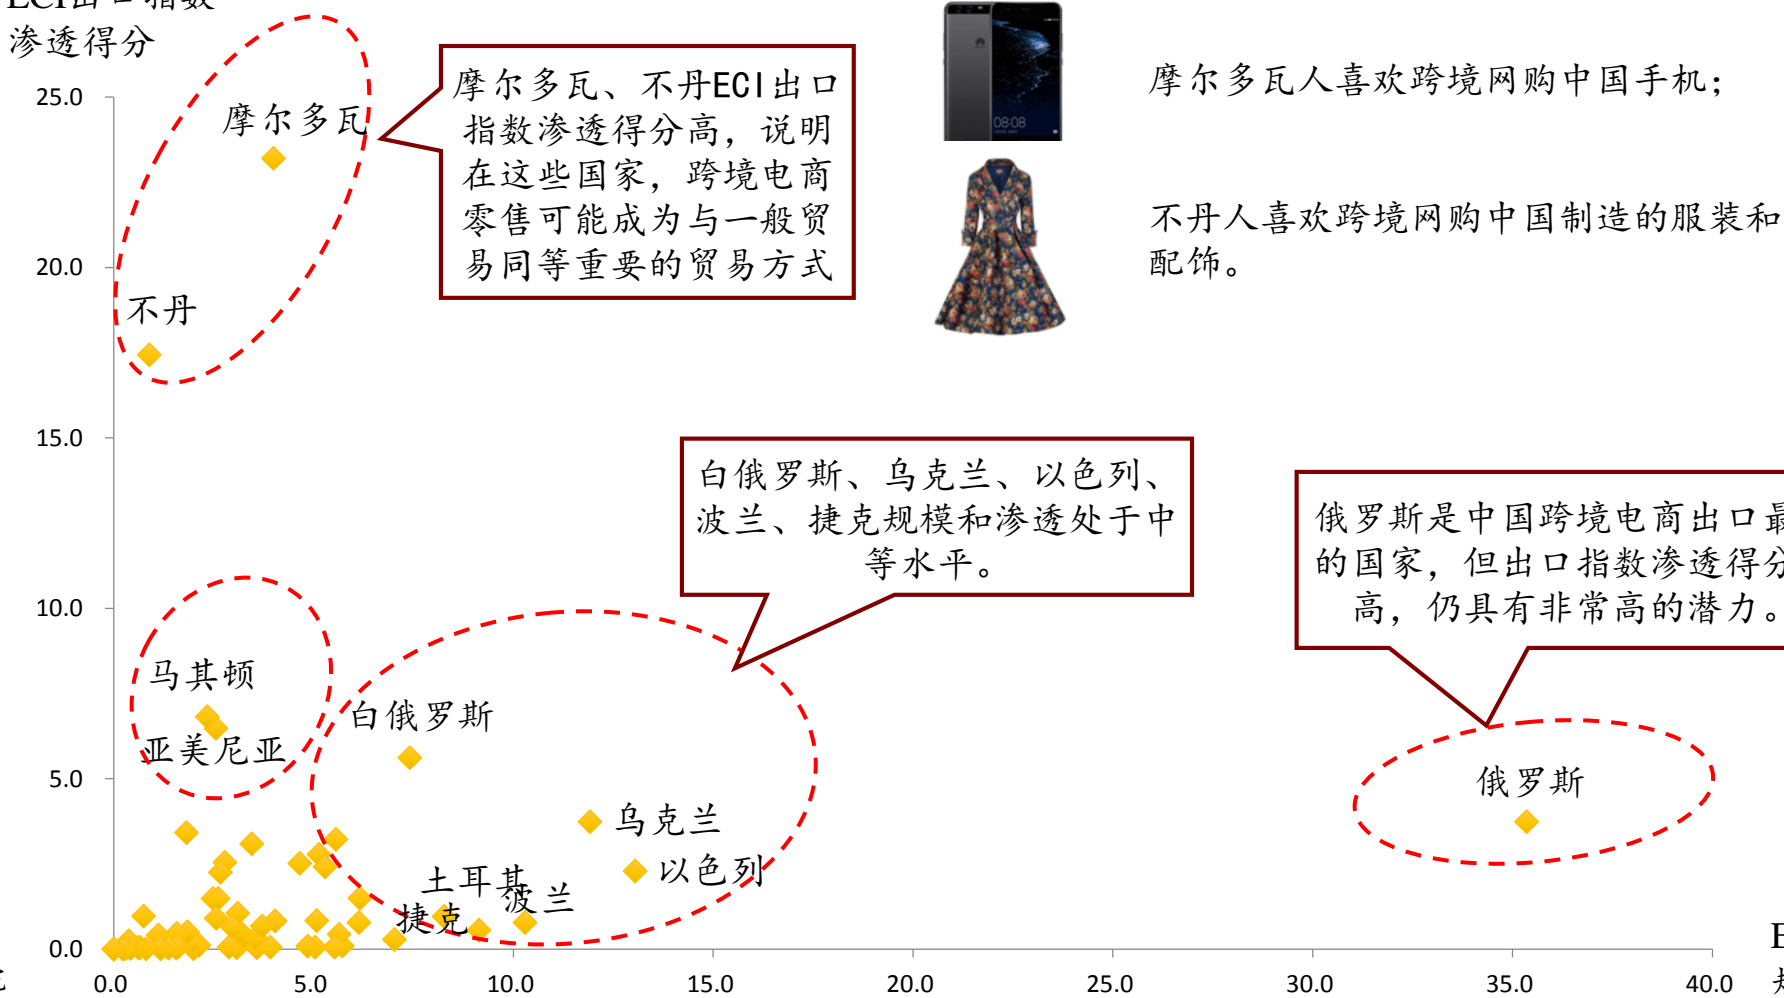 ECI出口指数
渗透得分
25.0
20.0
15.0
10.0
5.0
0.0
摩尔多瓦
不丹
摩尔多瓦、不丹ECI出口
指数渗透得分高，说明
在这些国家，跨境电商
零售可能成为与一般贸
易同等重要的贸易方式
08:08
摩尔多瓦人喜欢跨境网购中国手机；
不丹人喜欢跨境网购中国制造的服装和
配饰。
白俄罗斯、乌克兰、以色列、
波兰、捷克规模和渗透处于中
等水平。
俄罗斯是中国跨境电商出口最
的国家，但出口指数渗透得分
高，仍具有非常高的潜力。
马其顿
亚美尼亚
白俄罗斯
乌克兰
以色列
土耳其
波兰
捷克
俄罗斯
0.0 5.0 10.0 15.0 20.0 25.0 30.0 35.0 40.0
E